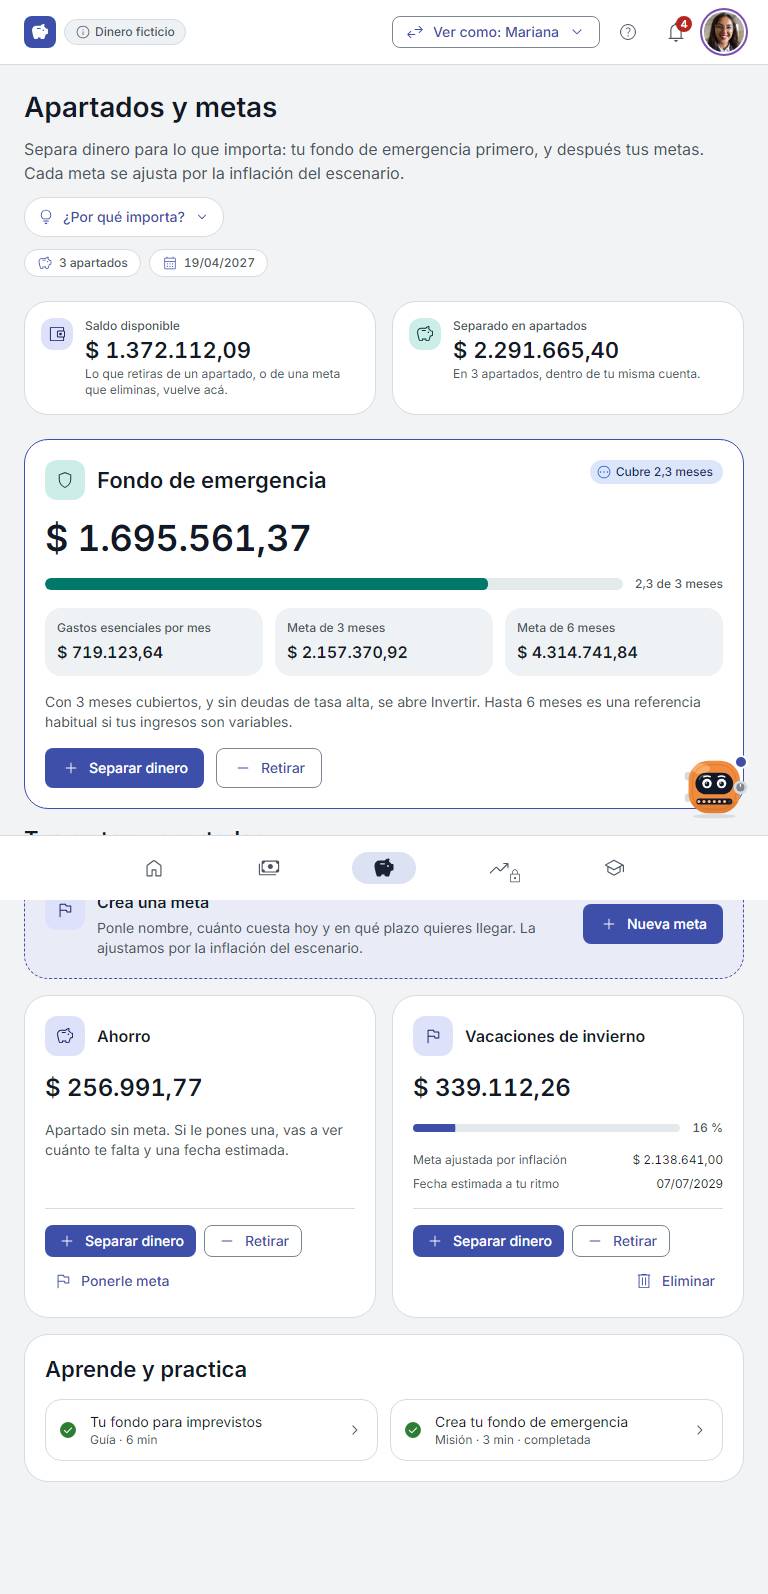 Dinero ficticio
Ver como: Mariana
4
Apartados y metas
Separa dinero para lo que importa: tu fondo de emergencia primero, y después tus metas.
Cada meta se ajusta por la inflación del escenario.
¿Por qué importa?
3 apartados
19/04/2027
Saldo disponible
$ 1.372.112,09
Lo que retiras de un apartado, o de una meta
que eliminas, vuelve acá.
Separado en apartados
$ 2.291.665,40
En 3 apartados, dentro de tu misma cuenta.
Fondo de emergencia
Cubre 2,3 meses
$ 1.695.561,37
2,3 de 3 meses
Gastos esenciales por mes
$ 719.123,64
Meta de 3 meses
$ 2.157.370,92
Meta de 6 meses
$ 4.314.741,84
Con 3 meses cubiertos, y sin deudas de tasa alta, se abre Invertir. Hasta 6 meses es una referencia
habitual si tus ingresos son variables.
Separar dinero
Retirar
Crea una meta
Ponle nombre, cuánto cuesta hoy y en qué plazo quieres llegar. La
ajustamos por la inflación del escenario.
Nueva meta
Ahorro
$ 256.991,77
Apartado sin meta. Si le pones una, vas a ver
cuánto te falta y una fecha estimada.
Separar dinero
Retirar
Ponerle meta
Vacaciones de invierno
$ 339.112,26
16 %
Meta ajustada por inflación
$ 2.138.641,00
Fecha estimada a tu ritmo
07/07/2029
Separar dinero
Retirar
Eliminar
Aprende y practica
Tu fondo para imprevistos
Guía · 6 min
Crea tu fondo de emergencia
Misión · 3 min · completada